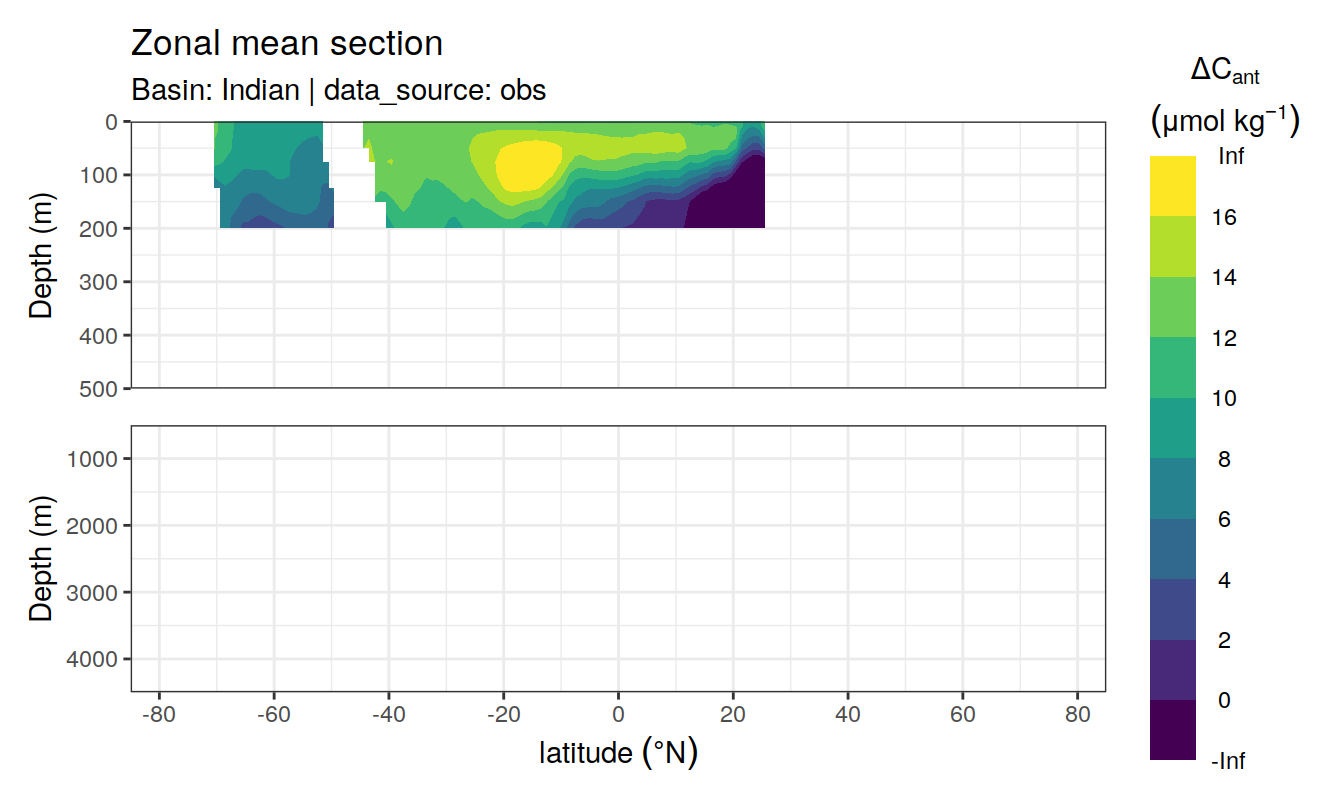 Zonal mean section
Basin: Indian | data_source: obs
Depth (m)
0
100
200
300
400
500
Depth (m)
1000
2000
3000
4000
-80 -60 -40 -20 0 20 40 60 80
latitude (°N)
ΔCant
(μmol kg⁻¹)
Inf
16
14
12
10
8
6
4
2
0
-Inf